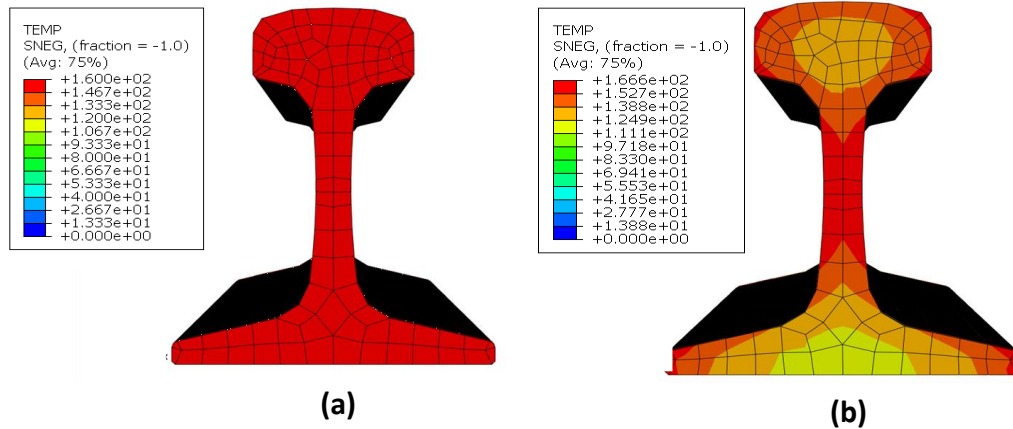 TEMP
SNEG, (fraction = -1.0)
(Avg: 75%)
+1.600e+02
+1.467e+02
+1.333e+02
+1.200e+02
+1.067e+02
+9.333e+01
+8.000e+01
+6.667e+01
+5.333e+01
+4.000e+01
+2.667e+01
+1.333e+01
+0.000e+00
(a)
TEMP
SNEG, (fraction = -1.0)
(Avg: 75%)
+1.666e+02
+1.527e+02
+1.388e+02
+1.249e+02
+1.111e+02
+9.718e+01
+8.330e+01
+6.941e+01
+5.553e+01
+4.165e+01
+2.777e+01
+1.388e+01
+0.000e+00
(b)